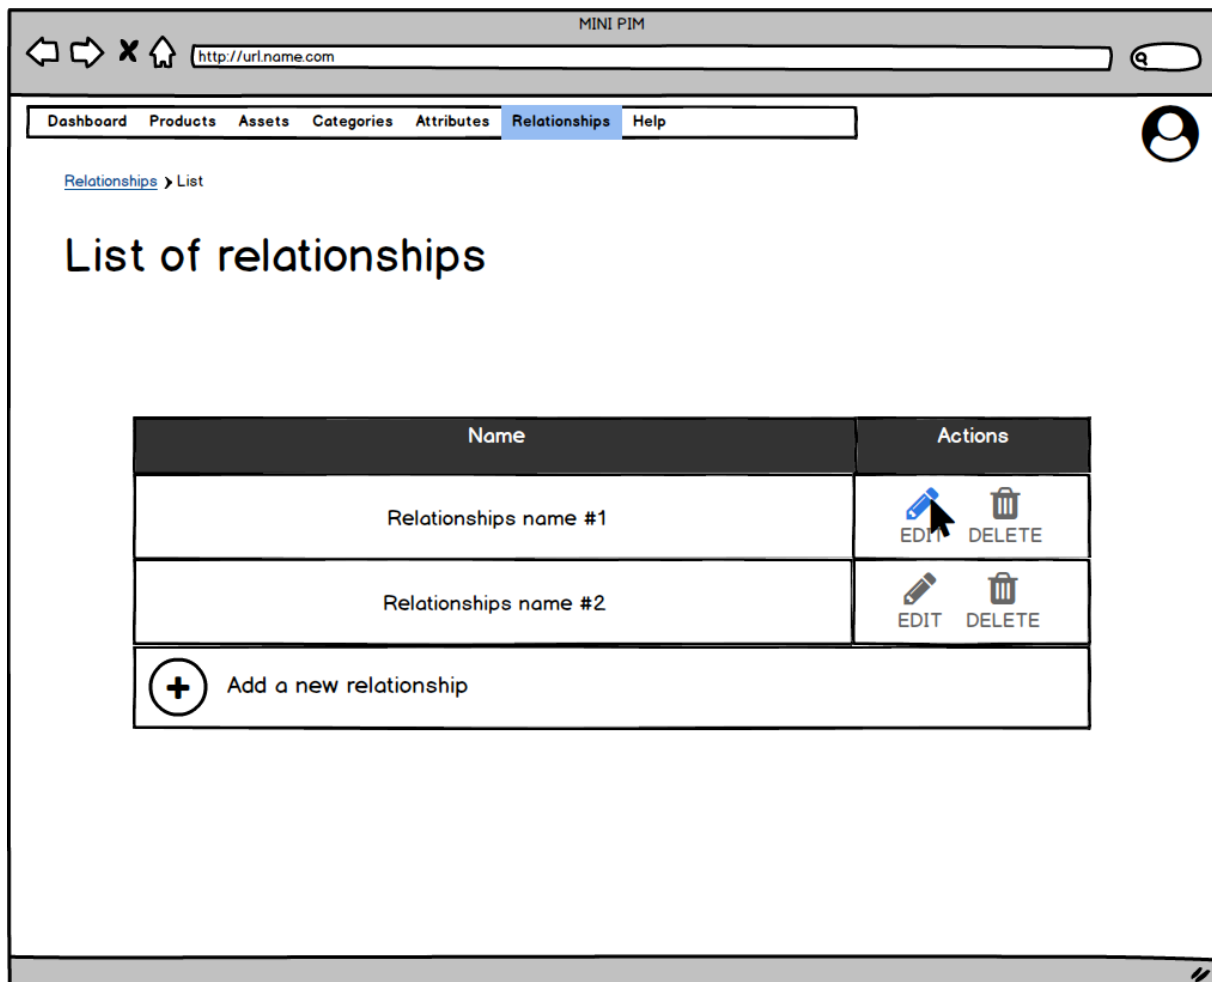 MINI PIM
http://url.name.com
Dashboard Products Assets Categories Attributes Relationships Help
Relationships > List
List of relationships
Name Actions
Relationships name #1
EDIT DELETE
Relationships name #2
EDIT DELETE
Add a new relationship